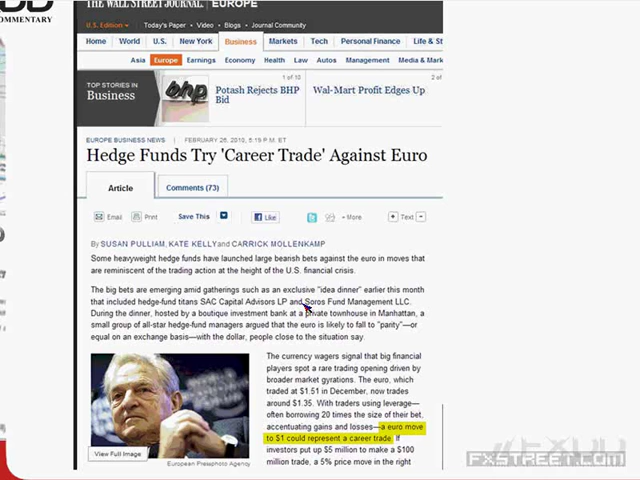 COMMENTARY
THE WALL STREET JOURNAL. EUROPE
U.S. Edition Today's Paper • Video • Blogs • Journal Community
Home World U.S. New York Business Markets Tech Personal Finance Life & St
Asia Europe Earnings Economy Health Law Autos Management Media & Mark
TOP STORIES IN
Business
bhp
1 of 10
Potash Rejects BHP
Bid
2 of
Wal-Mart Profit Edges Up
EUROPE BUSINESS NEWS FEBRUARY 26, 2010, 5:15 P.M. ET
Hedge Funds Try 'Career Trade' Against Euro
Article Comments (73)
Email Print Save This Like + More + Text -
By SUSAN PULLIAM, KATE KELLY and CARRICK MOLLENKAMP
Some heavyweight hedge funds have launched large bearish bets against the euro in moves that
are reminiscent of the trading action at the height of the U.S. financial crisis.
The big bets are emerging amid gatherings such as an exclusive "idea dinner" earlier this month
that included hedge-fund titans SAC Capital Advisors LP and Soros Fund Management LLC.
During the dinner, hosted by a boutique investment bank at a private townhouse in Manhattan, a
small group of all-star hedge-fund managers argued that the euro is likely to fall to "parity"—or
equal on an exchange basis—with the dollar, people close to the situation say.
The currency wagers signal that big financial
players spot a rare trading opening driven by
broader market gyrations. The euro, which
traded at $1.51 in December, now trades
around $1.35. With traders using leverage—
often borrowing 20 times the size of their bet,
accentuating gains and losses—a euro move
to $1 could represent a career trade. If
investors put up $5 million to make a $100
million trade, a 5% price move in the right
View Full Image
European Pressphoto Agency
FXSTREET.COM